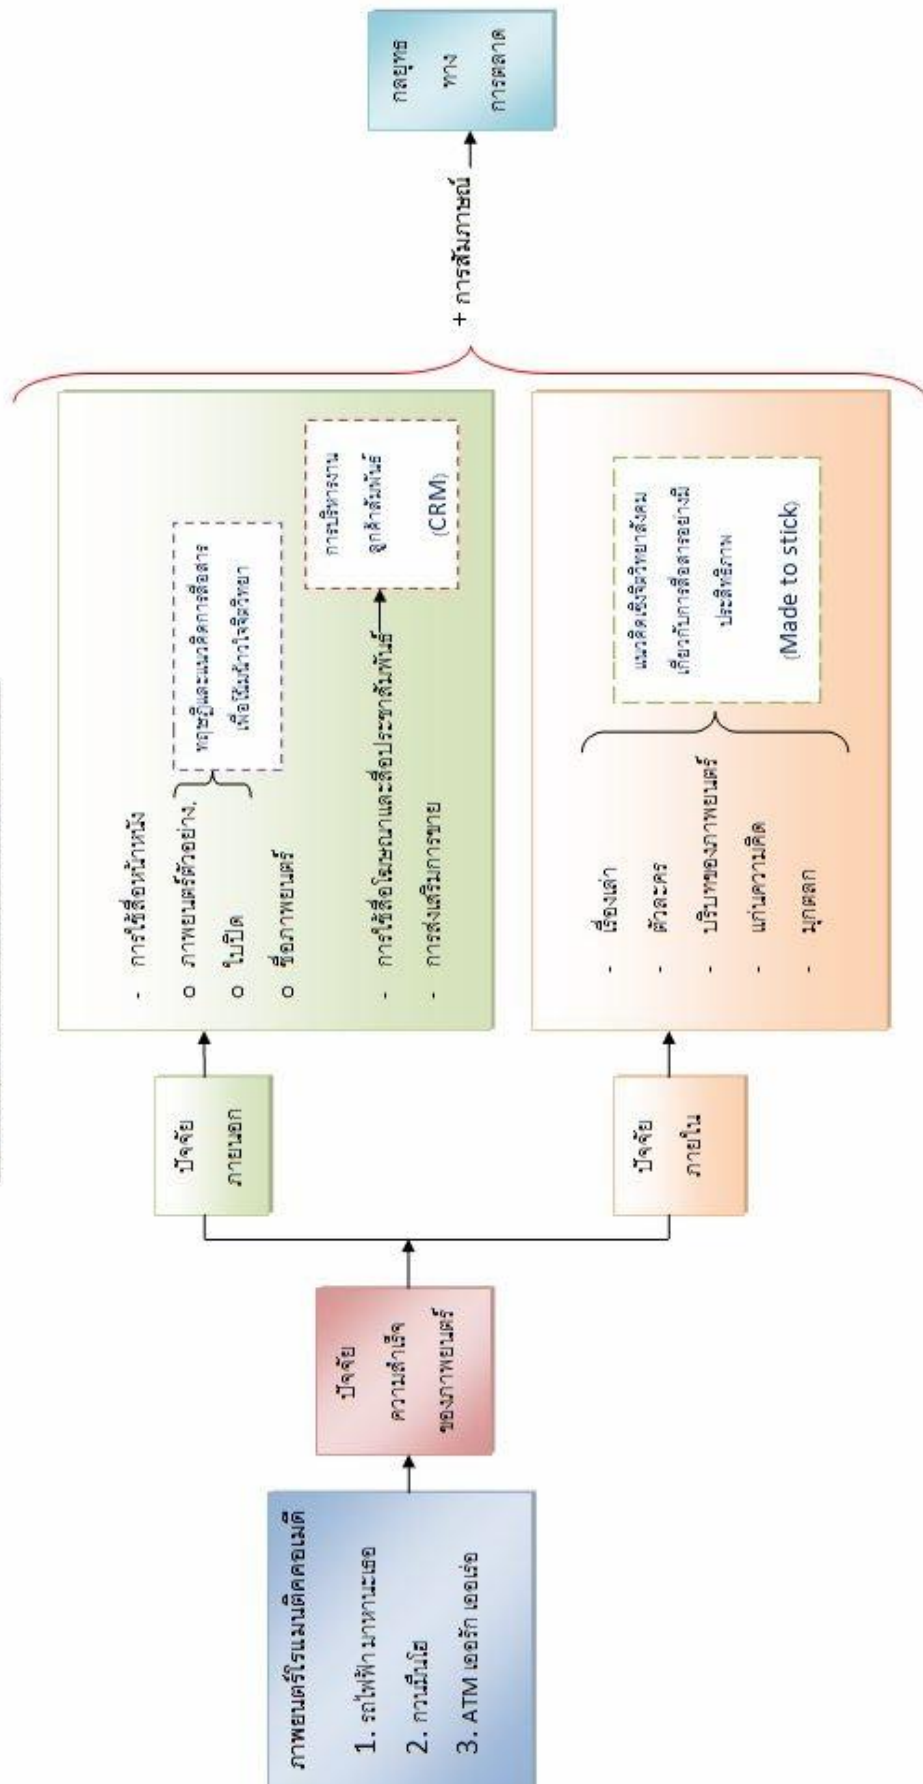 ภาพยนตร์โรแมนติคคอเมดี
1. รถไฟฟ้า มาหานะเธอ
2. กวนมึนโฮ
3. ATM เออรัก เออเร่อ
ปัจจัย
ความสำเร็จ
ของภาพยนตร์
ปัจจัย
ภายนอก
- การใช้สื่อหน้าหนัง
o ภาพยนตร์ตัวอย่าง,
o ใบปิด
o ชื่อภาพยนตร์
ทฤษฎีและแนวคิดการสื่อสาร
เพื่อโน้มน้าวใจจิตวิทยา
- การใช้สื่อโฆษณาและสื่อประชาสัมพันธ์
- การส่งเสริมการขาย
การบริหารงาน
ลูกค้าสัมพันธ์
(CRM)
ปัจจัย
ภายใน
- เรื่องเล่า
- ตัวละคร
- บริบทของภาพยนตร์
- แก่นความคิด
- มุกตลก
แนวคิดเชิงจิตวิทยาสังคม
เกี่ยวกับการสื่อสารอย่างมี
ประสิทธิภาพ
(Made to stick)
+ การสัมภาษณ์
กลยุทธ
ทาง
การตลาด